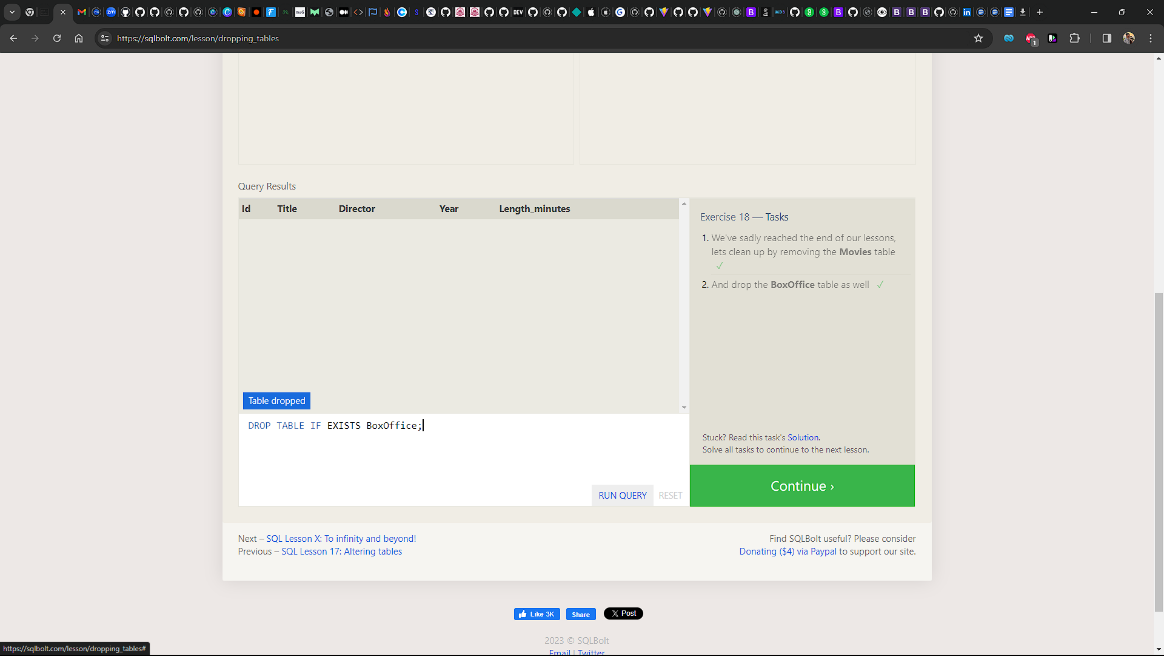 https://sqlbolt.com/lesson/dropping_tables
Query Results
Id Title Director Year Length_minutes
Table dropped
DROP TABLE IF EXISTS BoxOffice;
RUN QUERY RESET
Exercise 18 — Tasks
1. We've sadly reached the end of our lessons,
lets clean up by removing the Movies table
✓
2. And drop the BoxOffice table as well ✓
Stuck? Read this task's Solution.
Solve all tasks to continue to the next lesson.
Continue ›
Next – SQL Lesson X: To infinity and beyond!
Previous – SQL Lesson 17: Altering tables
Find SQLBolt useful? Please consider
Donating ($4) via Paypal to support our site.
Like 3K Share X Post
2023 © SQLBolt
Email | Twitter
https://sqlbolt.com/lesson/dropping_tables#